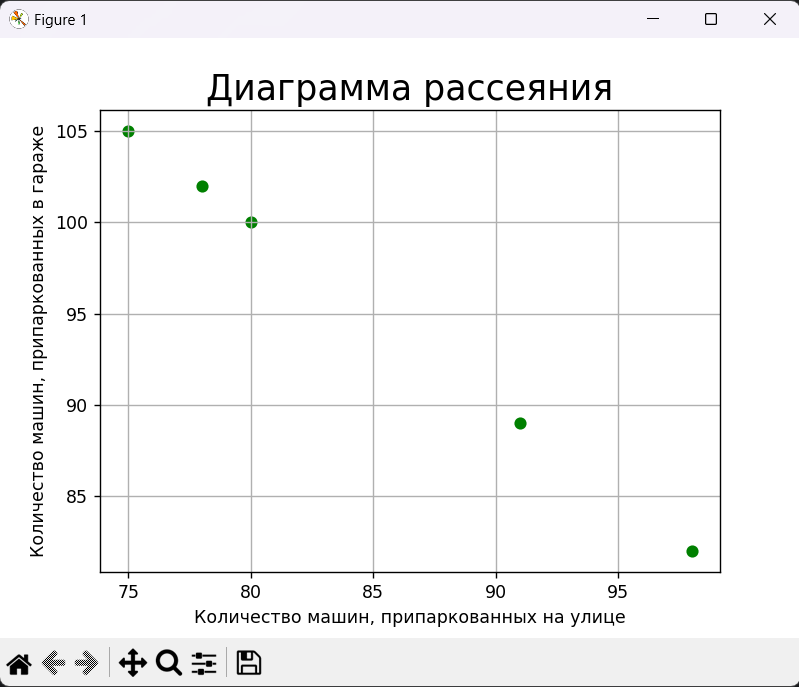 Figure 1
Диаграмма рассеяния
Количество машин, припаркованных в гараже
105
100
95
90
85
75
80
85
90
95
Количество машин, припаркованных на улице